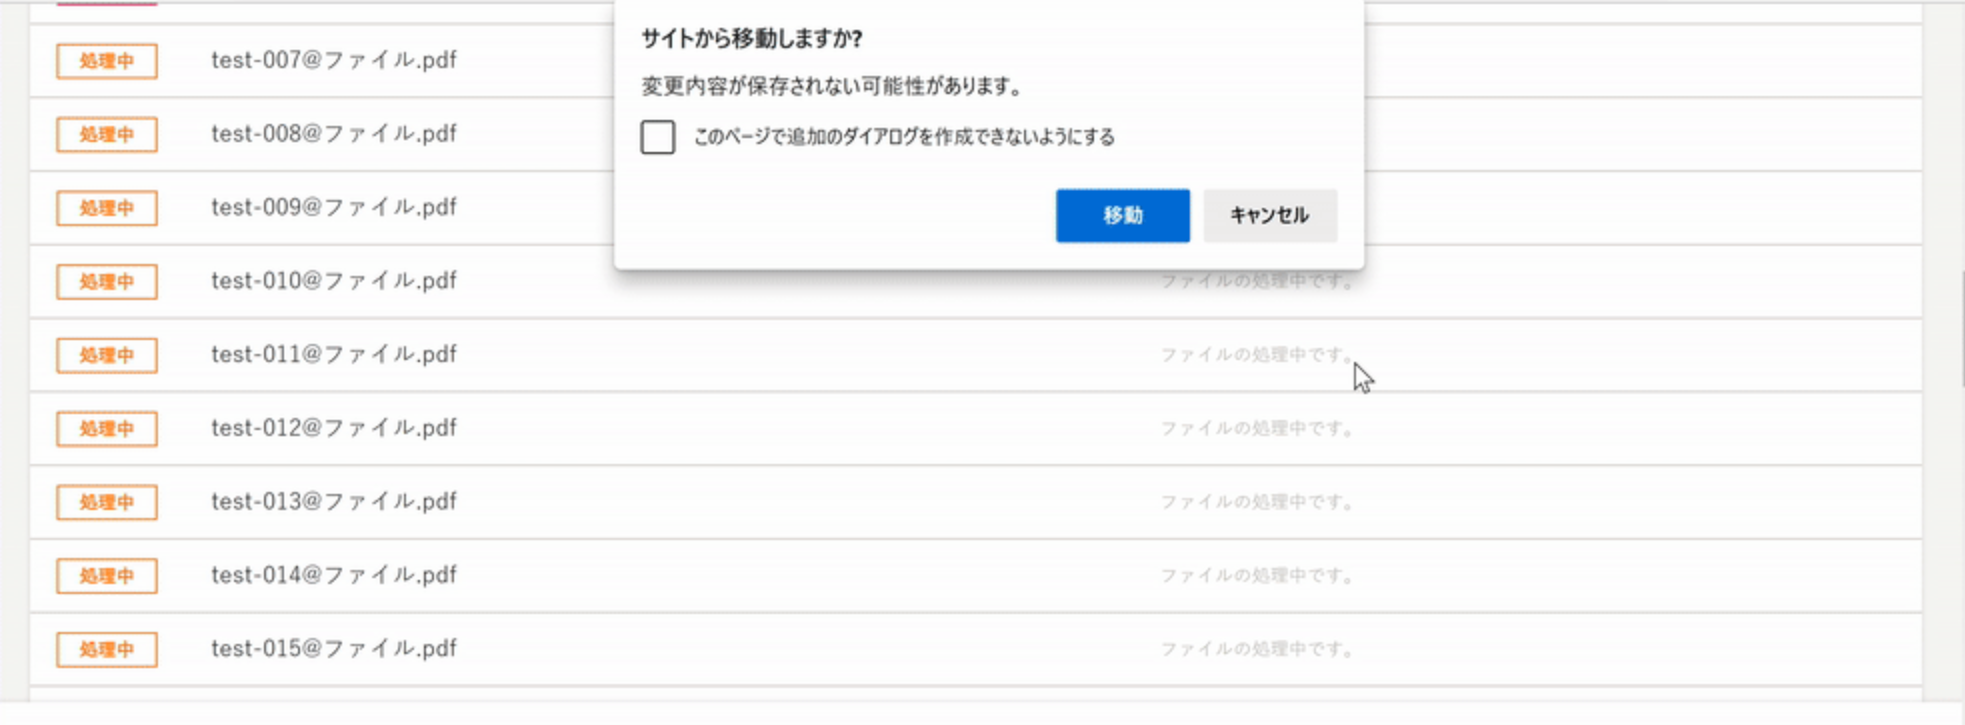 サイトから移動しますか?
変更内容が保存されない可能性があります。
このページで追加のダイアログを作成できないようにする
移動 キャンセル
処理中 test-007@ファイル.pdf
処理中 test-008@ファイル.pdf
処理中 test-009@ファイル.pdf
処理中 test-010@ファイル.pdf ファイルの処理中です。
処理中 test-011@ファイル.pdf ファイルの処理中です。
処理中 test-012@ファイル.pdf ファイルの処理中です。
処理中 test-013@ファイル.pdf ファイルの処理中です。
処理中 test-014@ファイル.pdf ファイルの処理中です。
処理中 test-015@ファイル.pdf ファイルの処理中です。